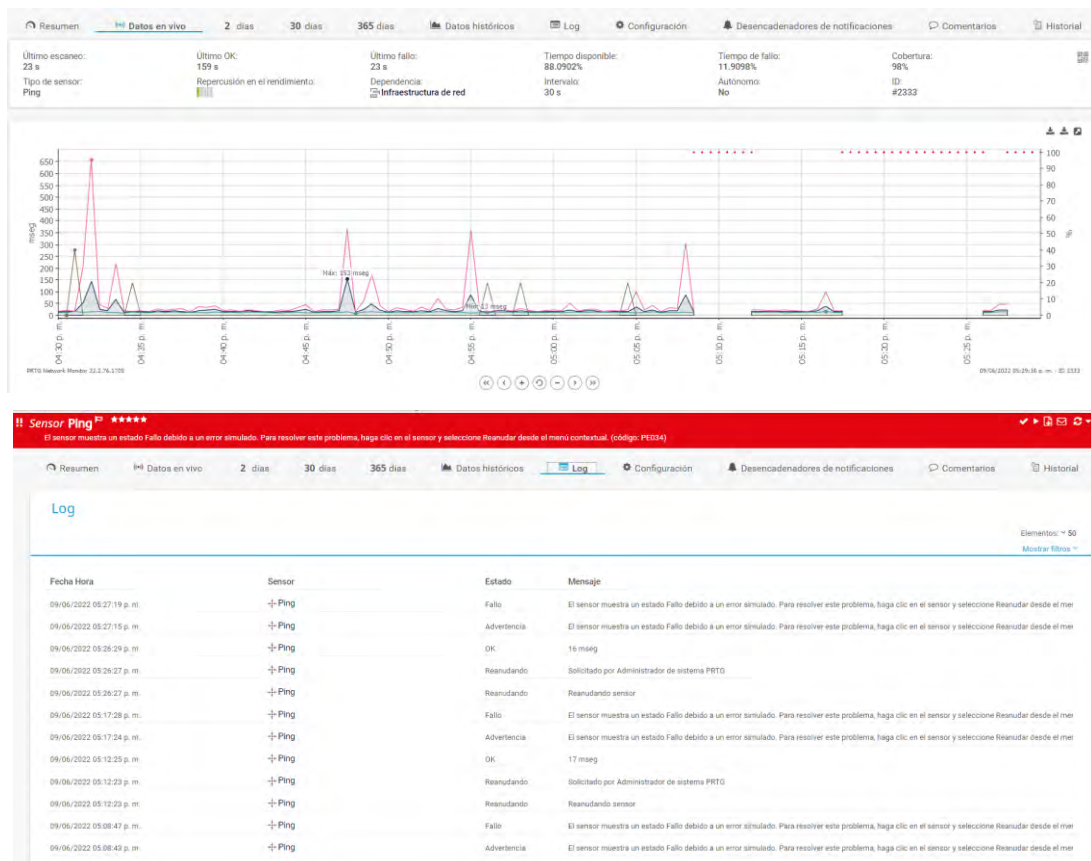 Resumen Datos en vivo 2 días 30 días 365 días Datos históricos Log Configuración Desencadenadores de notificaciones Comentarios Historial
Último escaneo: Último OK: Último fallo: Tiempo disponible: Tiempo de fallo: Cobertura:
23 s 159 s 23 s 88.0902% 11.9098% 98%
Tipo de sensor: Repercusión en el rendimiento: Dependencia: Intervalo: Autónomo: ID:
Ping Infraestructura de red 30 s No #2333
650 100
600 90
550
500 80
450 70
400 60
350 50
300 40
250
200 30
150 20
100 10
50
0 0
mseg %
Máx: 153 mseg
04:30 p. m. 04:35 p. m. 04:40 p. m. 04:45 p. m. 04:50 p. m. 04:55 p. m. 05:00 p. m. 05:05 p. m. 05:10 p. m. 05:15 p. m. 05:20 p. m. 05:25 p. m.
PRTG Network Monitor 22.2.76.1705 09/06/2022 05:29:38 p. m. - ID 2333
!! Sensor Ping
El sensor muestra un estado Fallo debido a un error simulado. Para resolver este problema, haga clic en el sensor y seleccione Reanudar desde el menú contextual. (código: PE034)
Resumen Datos en vivo 2 días 30 días 365 días Datos históricos Log Configuración Desencadenadores de notificaciones Comentarios Historial
Log
Elementos: 50
Mostrar filtros
Fecha Hora Sensor Estado Mensaje
09/06/2022 05:27:19 p. m. Ping Fallo El sensor muestra un estado Fallo debido a un error simulado. Para resolver este problema, haga clic en el sensor y seleccione Reanudar desde el mer
09/06/2022 05:27:15 p. m. Ping Advertencia El sensor muestra un estado Fallo debido a un error simulado. Para resolver este problema, haga clic en el sensor y seleccione Reanudar desde el mer
09/06/2022 05:26:29 p. m. Ping OK 16 mseg
09/06/2022 05:26:27 p. m. Ping Reanudando Solicitado por Administrador de sistema PRTG
09/06/2022 05:26:27 p. m. Ping Reanudando Reanudando sensor
09/06/2022 05:17:28 p. m. Ping Fallo El sensor muestra un estado Fallo debido a un error simulado. Para resolver este problema, haga clic en el sensor y seleccione Reanudar desde el mer
09/06/2022 05:17:24 p. m. Ping Advertencia El sensor muestra un estado Fallo debido a un error simulado. Para resolver este problema, haga clic en el sensor y seleccione Reanudar desde el mer
09/06/2022 05:12:25 p. m. Ping OK 17 mseg
09/06/2022 05:12:23 p. m. Ping Reanudando Solicitado por Administrador de sistema PRTG
09/06/2022 05:12:23 p. m. Ping Reanudando Reanudando sensor
09/06/2022 05:08:47 p. m. Ping Fallo El sensor muestra un estado Fallo debido a un error simulado. Para resolver este problema, haga clic en el sensor y seleccione Reanudar desde el mer
09/06/2022 05:08:43 p. m. Ping Advertencia El sensor muestra un estado Fallo debido a un error simulado. Para resolver este problema, haga clic en el sensor y seleccione Reanudar desde el mer